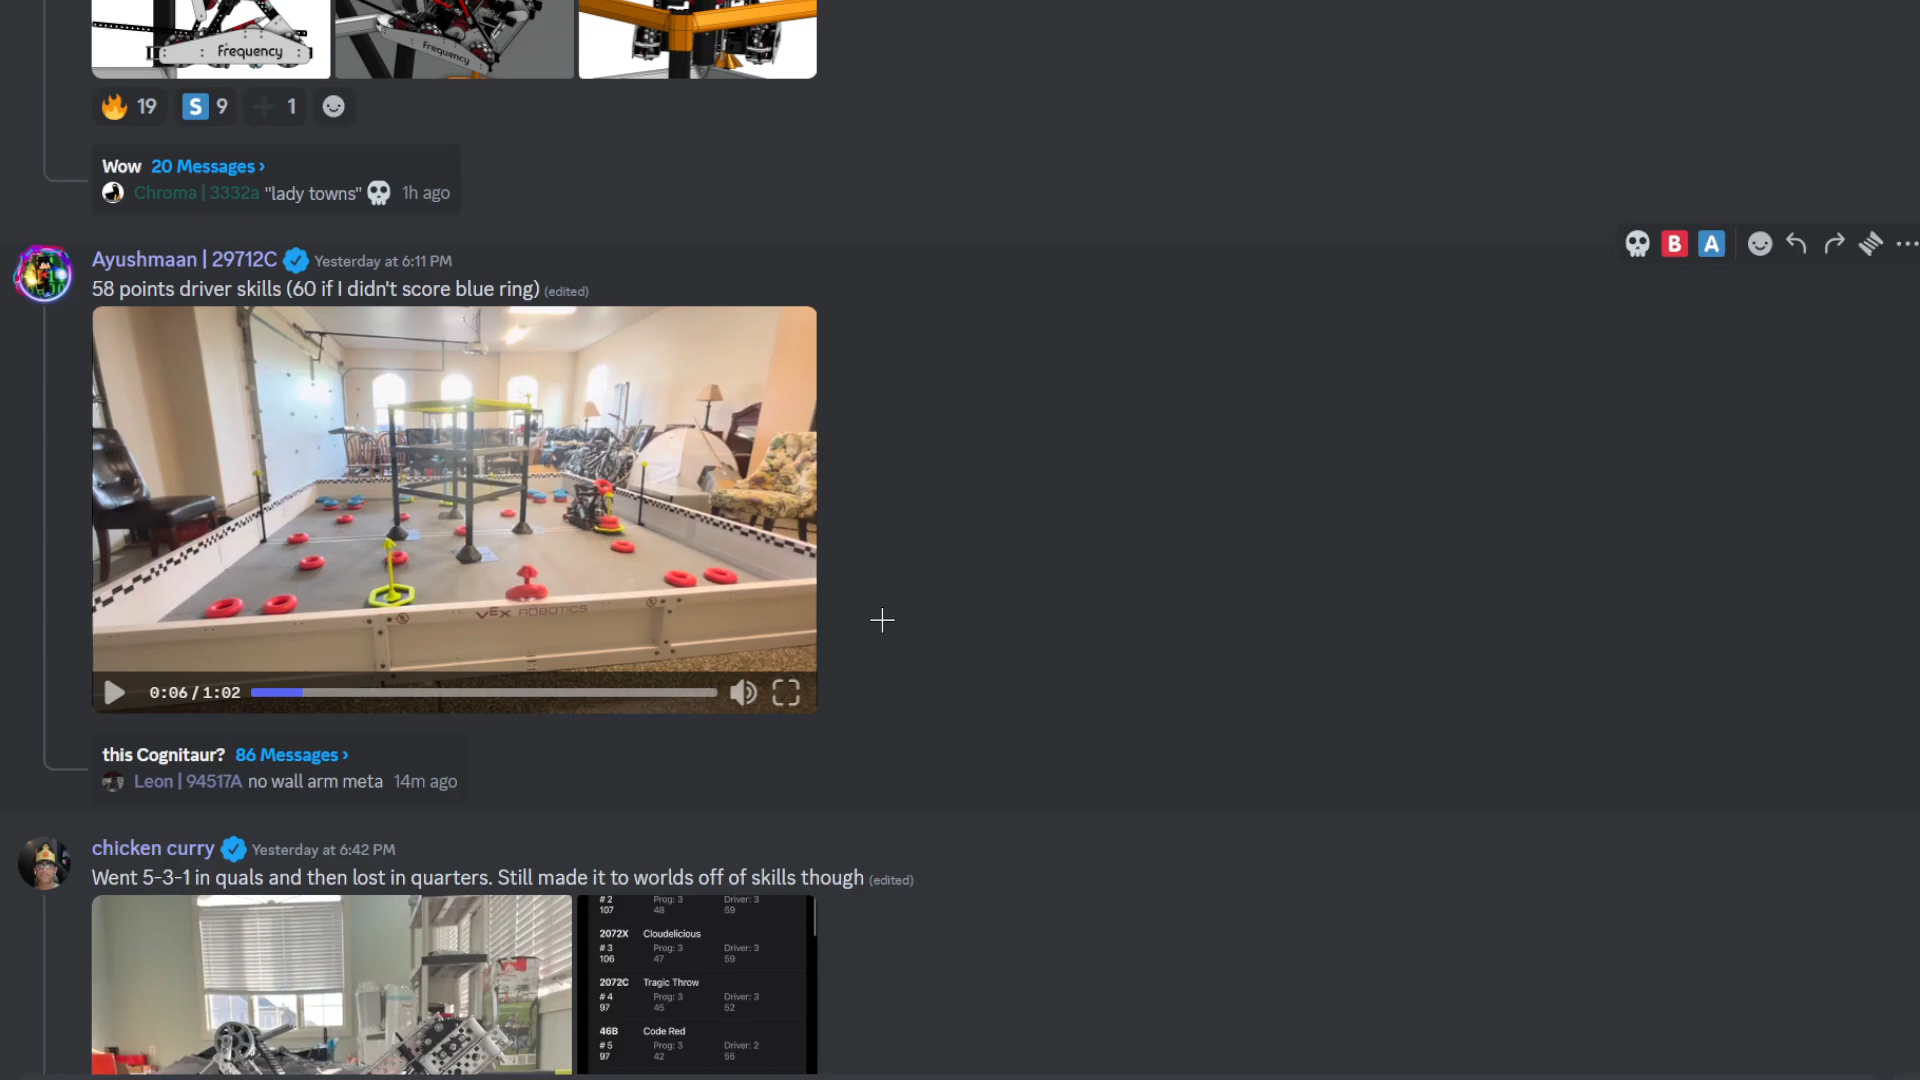 Frequency
Frequency
19
S
9
1
Wow 20 Messages ›
Chroma | 3332a "lady towns" 1h ago
B
A
Ayushmaan | 29712C Yesterday at 6:11 PM
58 points driver skills (60 if I didn't score blue ring) (edited)
VEX ROBOTICS
0:06 / 1:02
this Cognitaur? 86 Messages ›
Leon | 94517A no wall arm meta 14m ago
chicken curry Yesterday at 6:42 PM
Went 5-3-1 in quals and then lost in quarters. Still made it to worlds off of skills though (edited)
# 2 Prog: 3 Driver: 3
107 48 59
2072X Cloudelicious
# 3 Prog: 3 Driver: 3
106 47 59
2072C Tragic Throw
# 4 Prog: 3 Driver: 3
97 45 52
46B Code Red
# 5 Prog: 3 Driver: 2
97 42 55